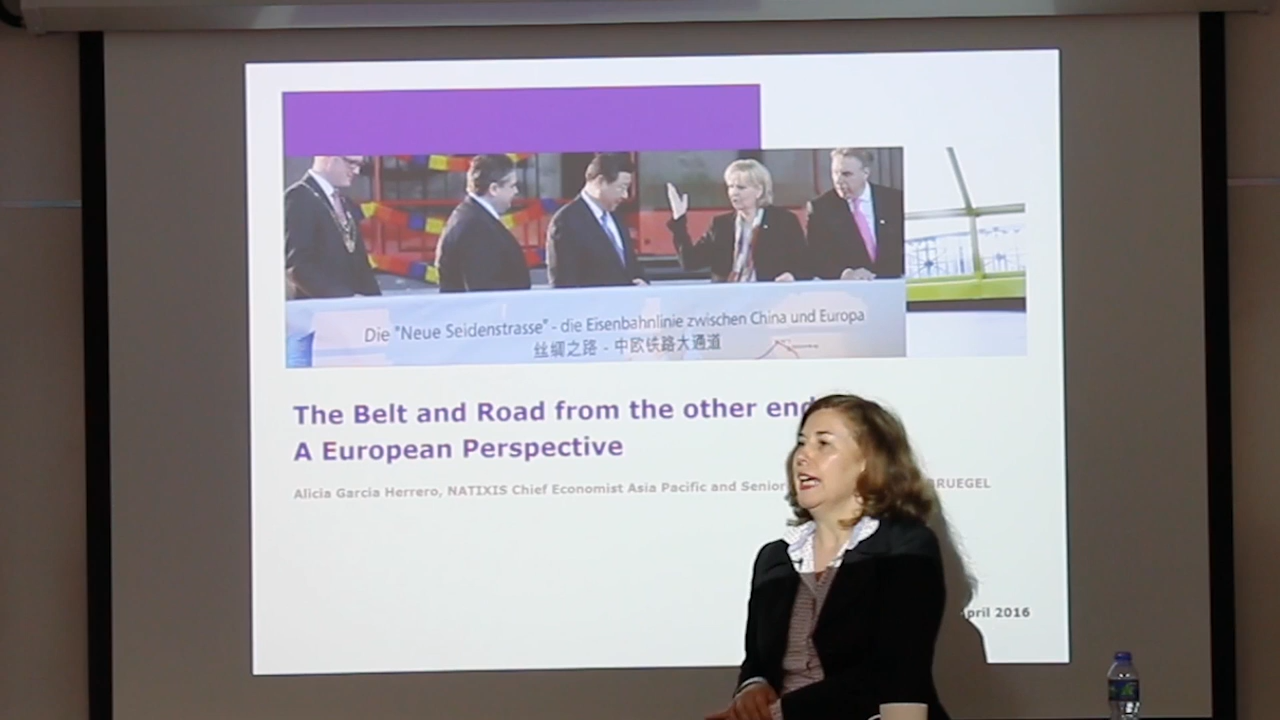 Die "Neue Seidenstrasse" - die Eisenbahnlinie zwischen China und Europa
丝绸之路 - 中欧铁路大通道
The Belt and Road from the other end
A European Perspective
Alicia Garcia Herrero, NATIXIS Chief Economist Asia Pacific and Senior BRUEGEL
April 2016